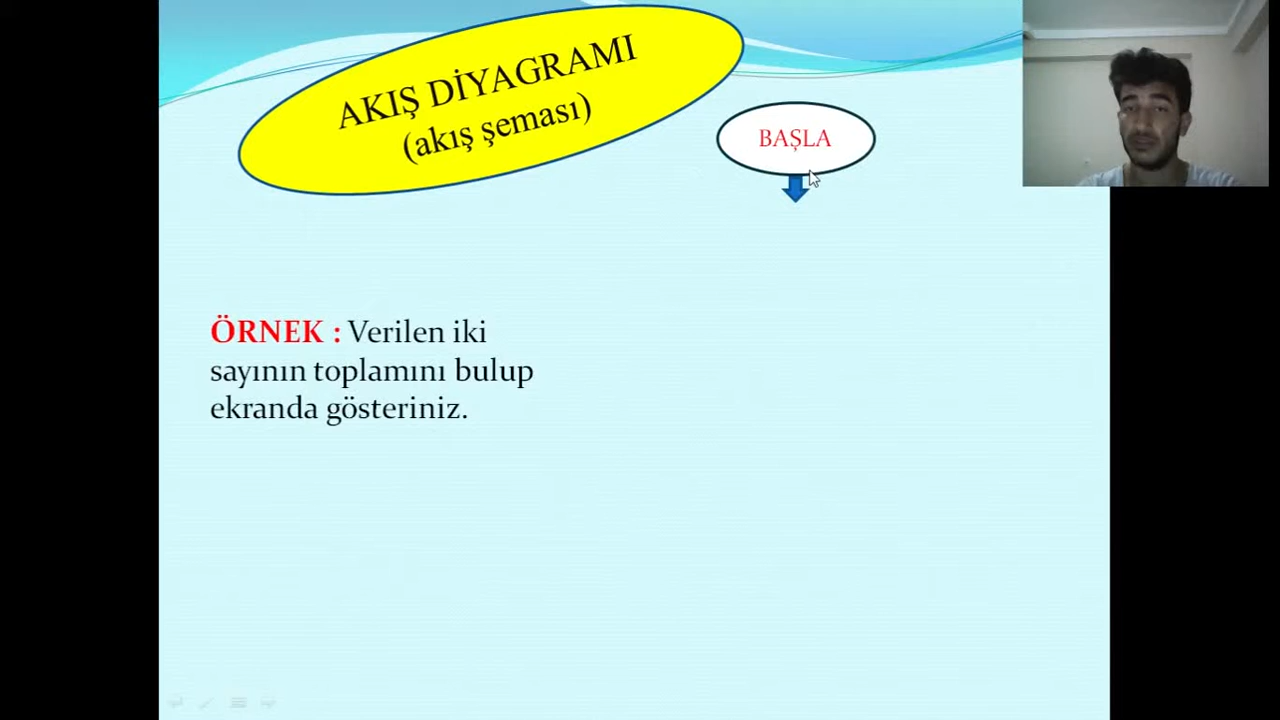 AKIŞ DİYAGRAMI
(akış şeması)
BAŞLA
ÖRNEK : Verilen iki
sayının toplamını bulup
ekranda gösteriniz.